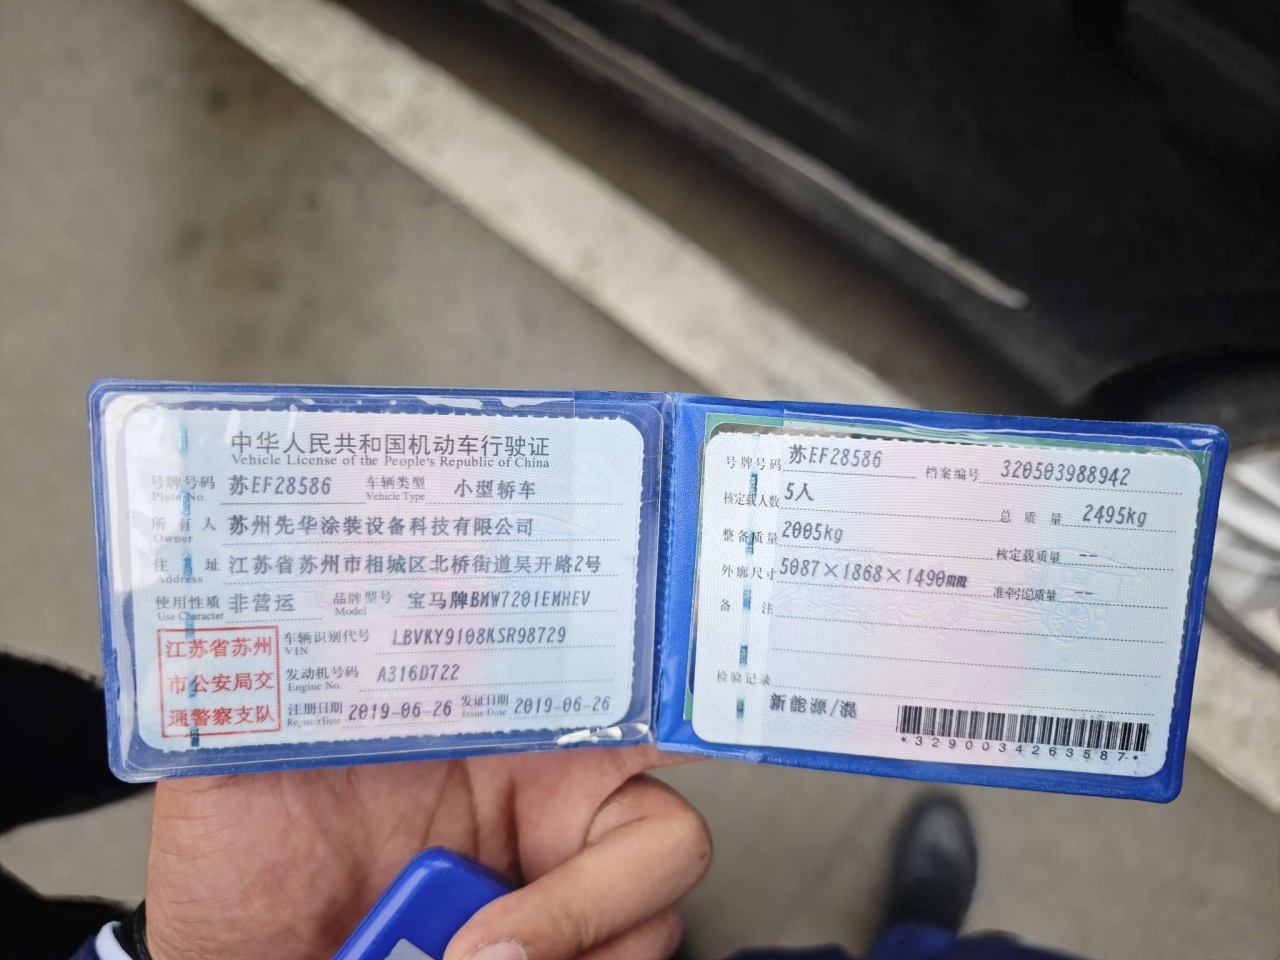 中华人民共和国机动车行驶证
Vehicle License of the People's Republic of China
号牌号码 苏EF28586 车辆类型 小型轿车
Plate No. Vehicle Type
所有人 苏州先华涂装设备科技有限公司
Owner
住址 江苏省苏州市相城区北桥街道吴开路2号
Address
使用性质 非营运 品牌型号 宝马牌BMW7201EMHEV
Use Character Model
江苏省苏州
市公安局交
通警察支队
车辆识别代号 LBVKY9108KSR98729
VIN
发动机号码 A316D722
Engine No.
注册日期 2019-06-26 发证日期 2019-06-26
Register Date Issue Date
号牌号码 苏EF28586 档案编号 320503988942
核定载人数 5人 总质量 2495kg
整备质量 2005kg 核定载质量 --
外廓尺寸 5087×1868×1490mm 准牵引总质量 --
备注
检验记录
新能源/混
*3290034263587*